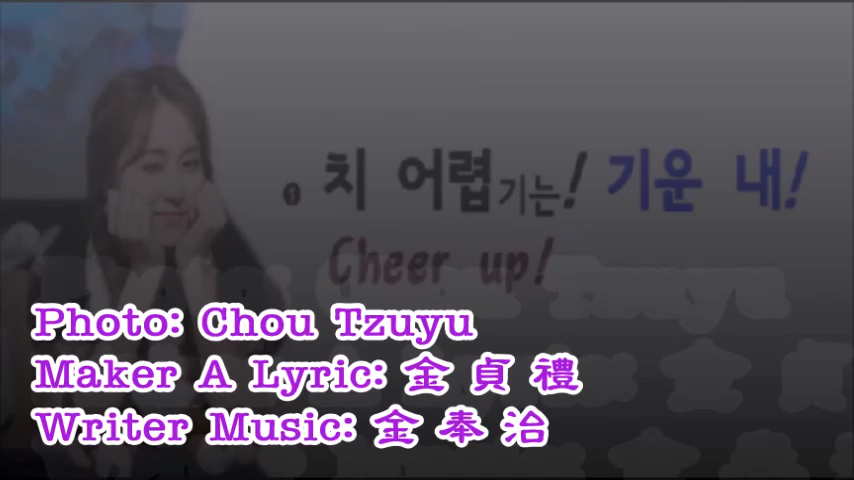 치 어렵기는! 기운 내!
Cheer up!
Photo: Chou Tzuyu
Maker A Lyric: 金 貞 禮
Writer Music: 金 奉 治